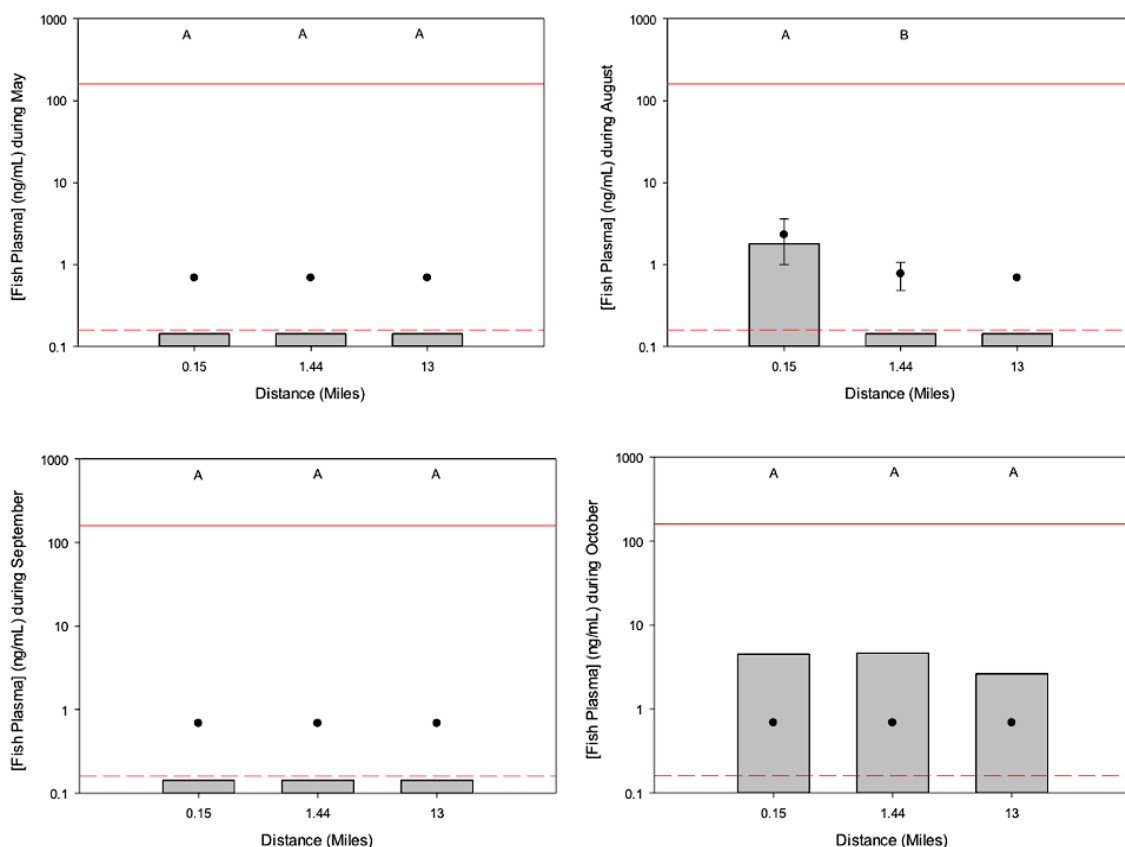 [Fish Plasma] (ng/mL) during May
1000
100
10
1
0.1
A A A
0.15 1.44 13
Distance (Miles)
[Fish Plasma] (ng/mL) during August
1000
100
10
1
0.1
A B
0.15 1.44 13
Distance (Miles)
[Fish Plasma] (ng/mL) during September
1000
100
10
1
0.1
A A A
0.15 1.44 13
Distance (Miles)
[Fish Plasma] (ng/mL) during October
1000
100
10
1
0.1
A A A
0.15 1.44 13
Distance (Miles)